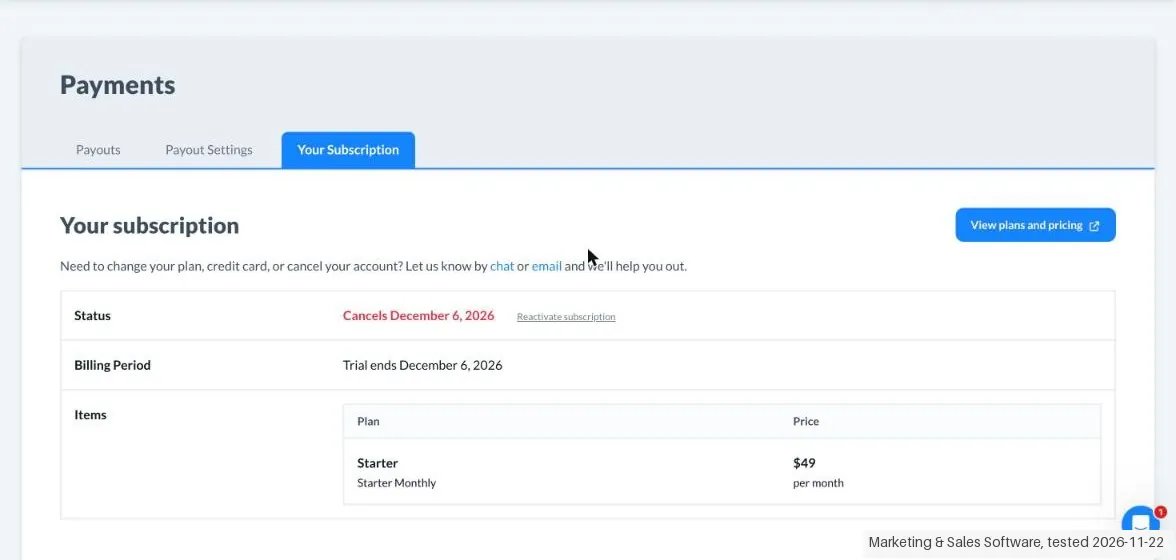 Payments
Payouts Payout Settings Your Subscription
Your subscription
View plans and pricing
Need to change your plan, credit card, or cancel your account? Let us know by chat or email and we'll help you out.
Status Cancels December 6, 2026 Reactivate subscription
Billing Period Trial ends December 6, 2026
Items
Plan Price
Starter $49
Starter Monthly per month
1
Marketing & Sales Software, tested 2026-11-22